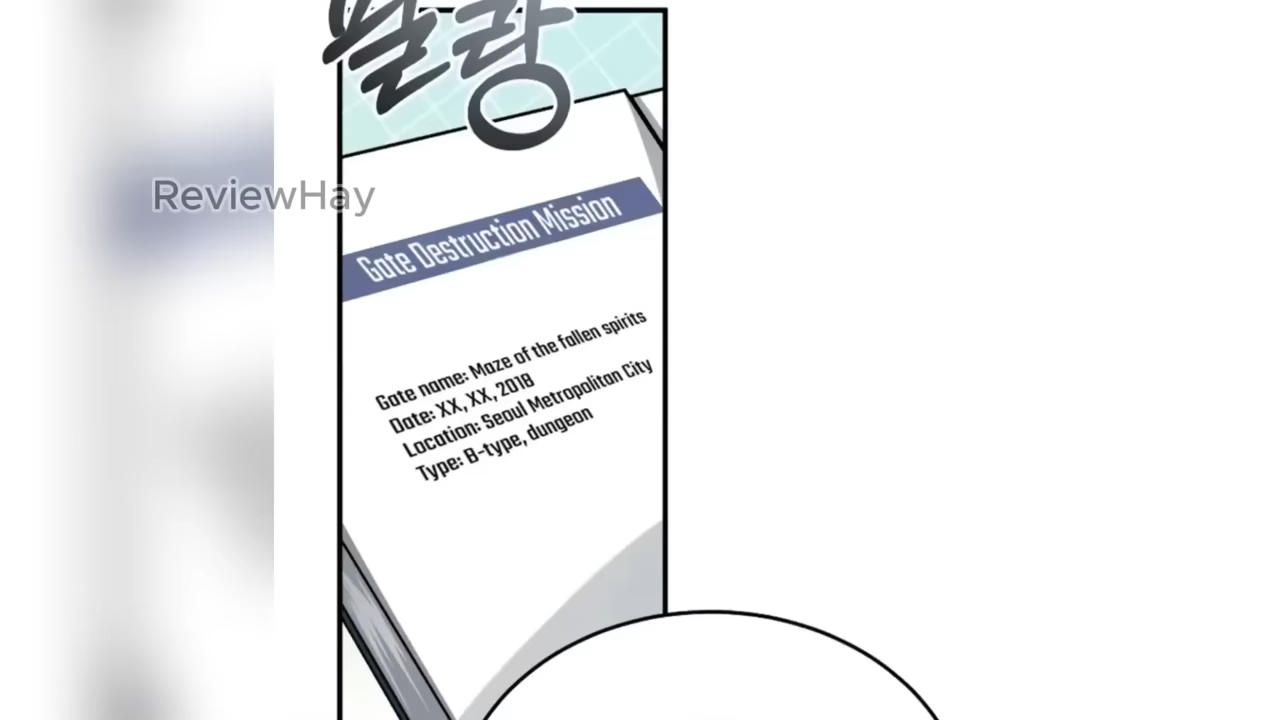 펄랑
ReviewHay
Gate Destruction Mission
Gate name: Maze of the fallen spirits
Date: XX, XX, 2018
Location: Seoul Metropolitan City
Type: B-type, dungeon